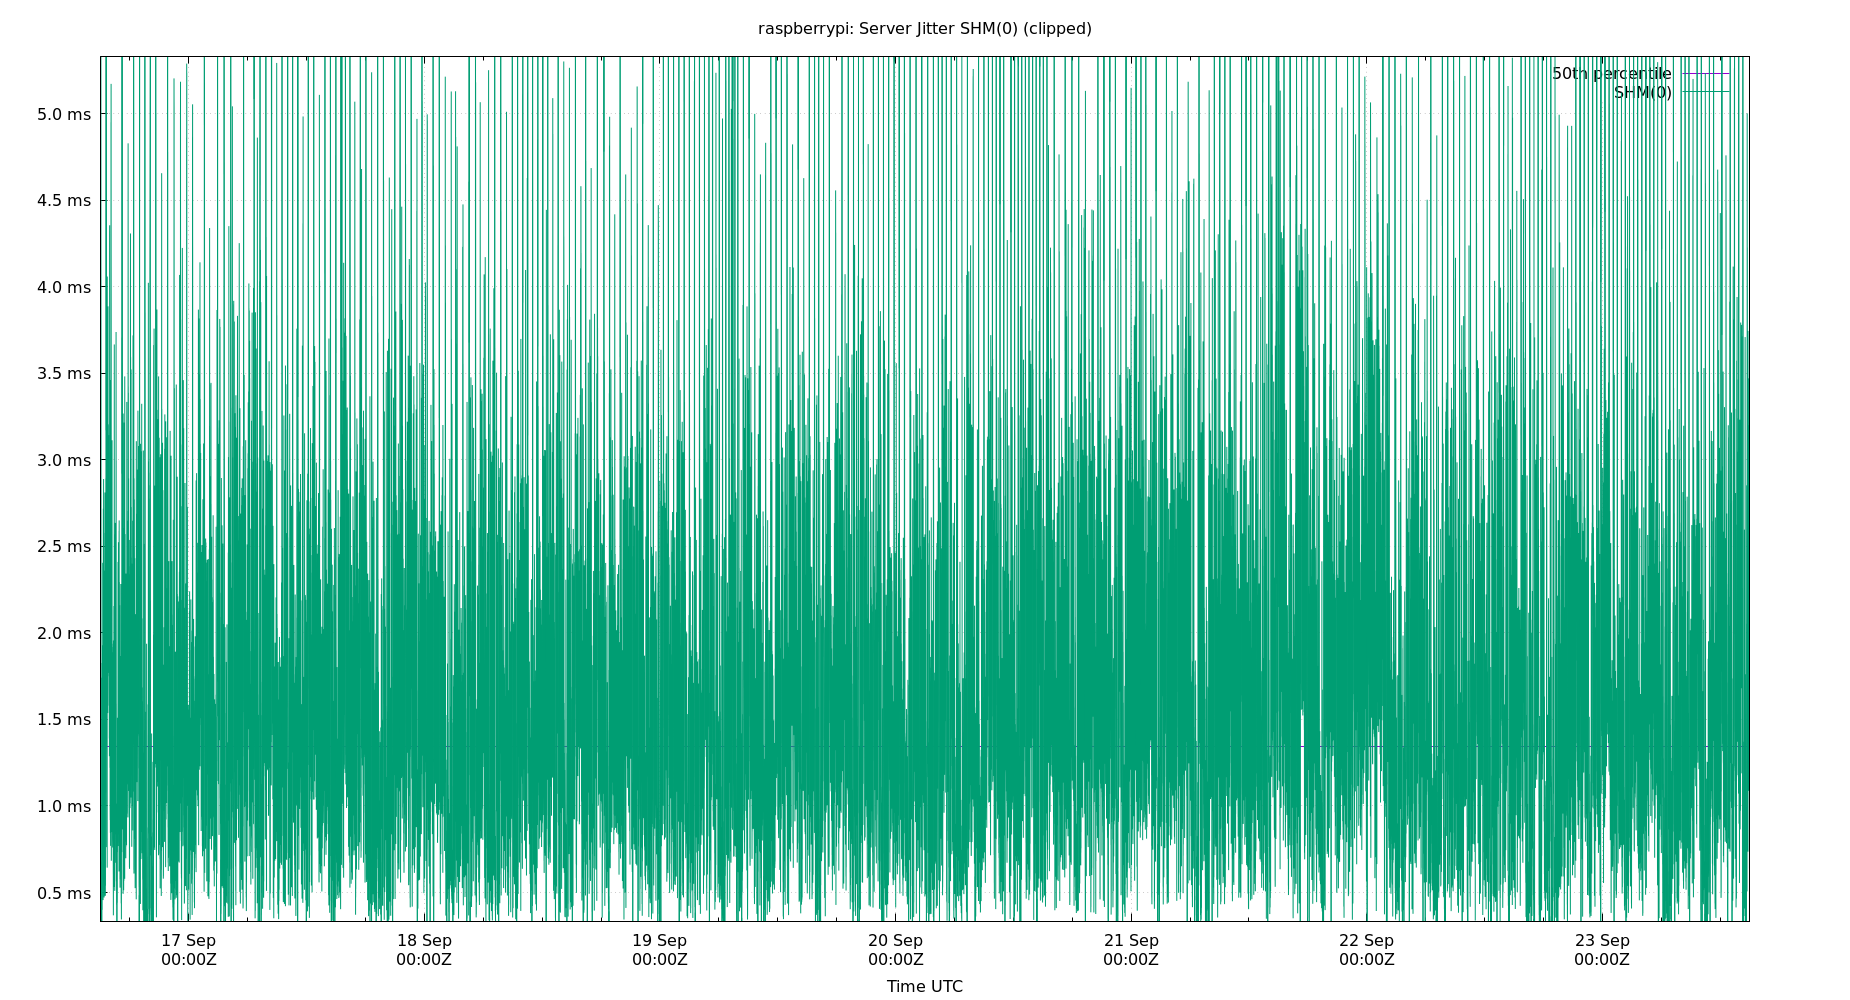 raspberrypi: Server Jitter SHM(0) (clipped)
50th percentile
SHM(0)
5.0 ms
4.5 ms
4.0 ms
3.5 ms
3.0 ms
2.5 ms
2.0 ms
1.5 ms
1.0 ms
0.5 ms
17 Sep 18 Sep 19 Sep 20 Sep 21 Sep 22 Sep 23 Sep
00:00Z 00:00Z 00:00Z 00:00Z 00:00Z 00:00Z 00:00Z
Time UTC